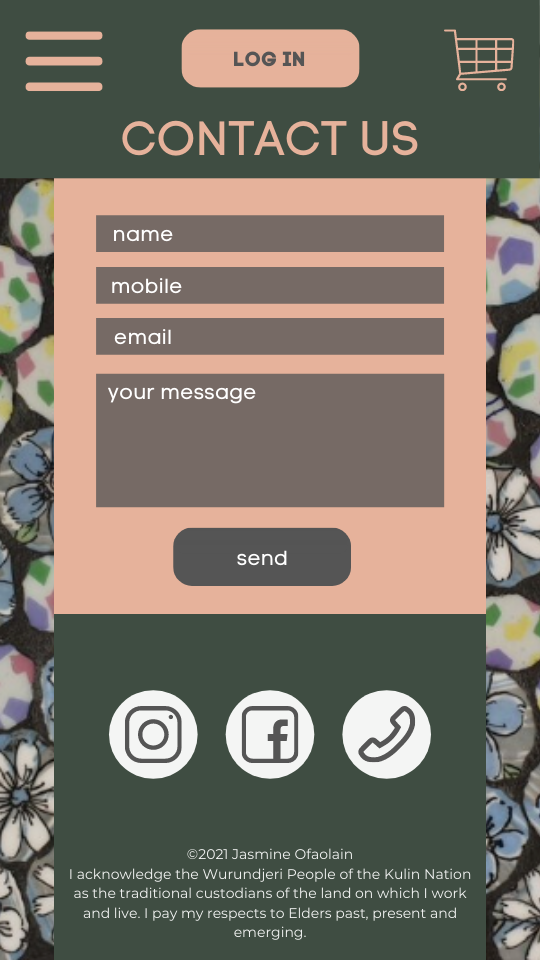 LOG IN
CONTACT US
name
mobile
email
your message
send
©2021 Jasmine Ofaolain
I acknowledge the Wurundjeri People of the Kulin Nation
as the traditional custodians of the land on which I work
and live. I pay my respects to Elders past, present and
emerging.